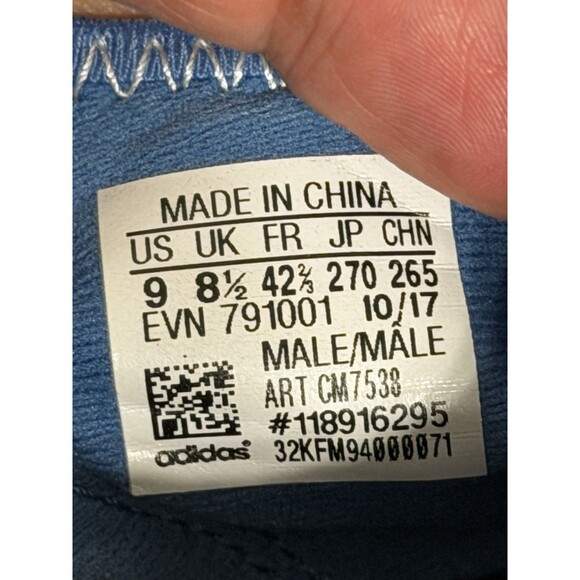 MADE IN CHINA
US UK FR JP CHN
9 8½ 42⅔ 270 265
EVN 791001 10/17
MALE/MÂLE
ART CM7538
#118916295
adidas® 32KFM94000071